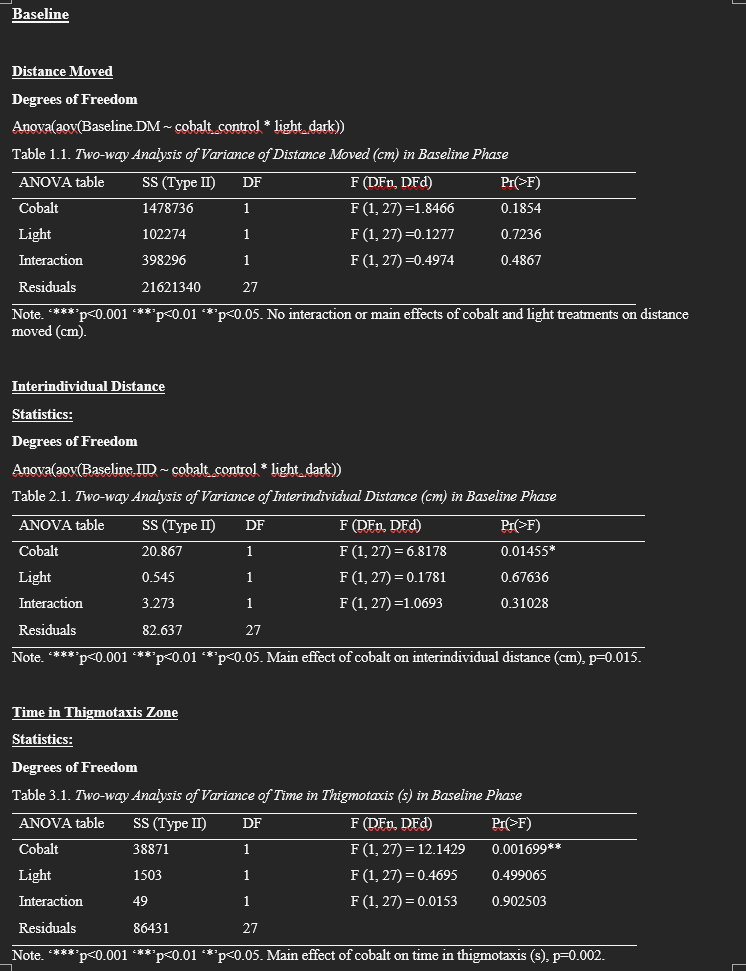 Baseline
Distance Moved
Degrees of Freedom
Anova(aov(Baseline.DM ~ cobalt_control * light_dark))
Table 1.1. Two-way Analysis of Variance of Distance Moved (cm) in Baseline Phase
ANOVA table SS (Type II) DF F (DFn, DFd) Pr(>F)
Cobalt 1478736 1 F (1, 27) =1.8466 0.1854
Light 102274 1 F (1, 27) =0.1277 0.7236
Interaction 398296 1 F (1, 27) =0.4974 0.4867
Residuals 21621340 27
Note. ‘***’p<0.001 ‘**’p<0.01 ‘*’p<0.05. No interaction or main effects of cobalt and light treatments on distance
moved (cm).
Interindividual Distance
Statistics:
Degrees of Freedom
Anova(aov(Baseline.IID ~ cobalt_control * light_dark))
Table 2.1. Two-way Analysis of Variance of Interindividual Distance (cm) in Baseline Phase
ANOVA table SS (Type II) DF F (DFn, DFd) Pr(>F)
Cobalt 20.867 1 F (1, 27) = 6.8178 0.01455*
Light 0.545 1 F (1, 27) = 0.1781 0.67636
Interaction 3.273 1 F (1, 27) =1.0693 0.31028
Residuals 82.637 27
Note. ‘***’p<0.001 ‘**’p<0.01 ‘*’p<0.05. Main effect of cobalt on interindividual distance (cm), p=0.015.
Time in Thigmotaxis Zone
Statistics:
Degrees of Freedom
Table 3.1. Two-way Analysis of Variance of Time in Thigmotaxis (s) in Baseline Phase
ANOVA table SS (Type II) DF F (DFn, DFd) Pr(>F)
Cobalt 38871 1 F (1, 27) = 12.1429 0.001699**
Light 1503 1 F (1, 27) = 0.4695 0.499065
Interaction 49 1 F (1, 27) = 0.0153 0.902503
Residuals 86431 27
Note. ‘***’p<0.001 ‘**’p<0.01 ‘*’p<0.05. Main effect of cobalt on time in thigmotaxis (s), p=0.002.